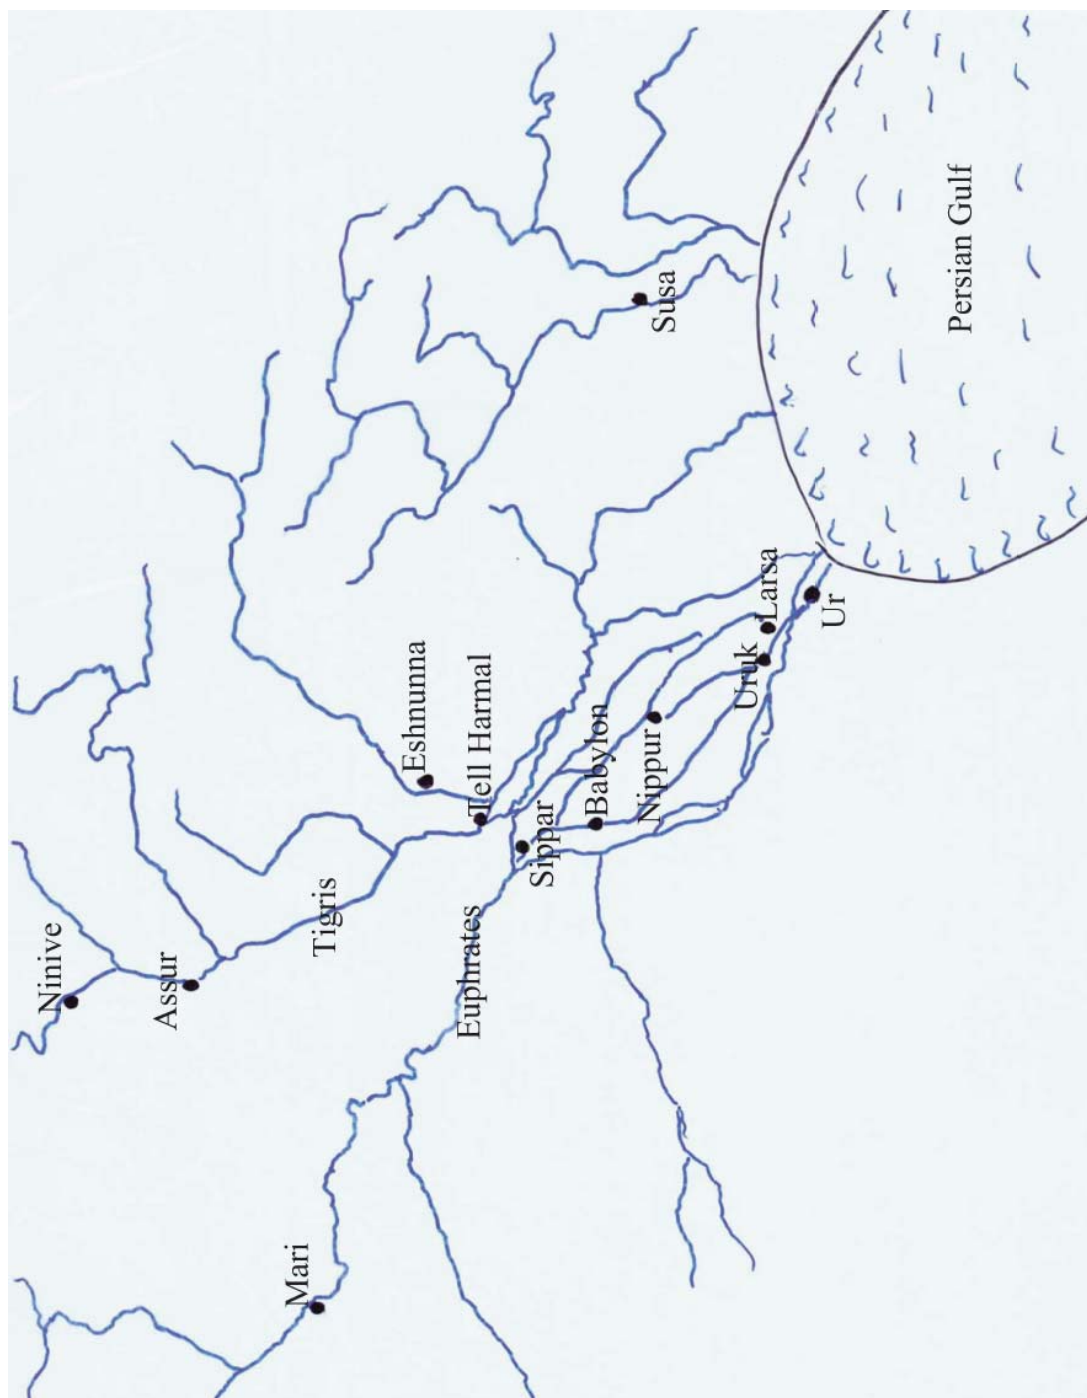 Ninive
Assur
Mari
Tigris
Eshnunna
Euphrates
Tell Harmal
Sippar
Babylon
Susa
Nippur
Uruk
Larsa
Ur
Persian Gulf